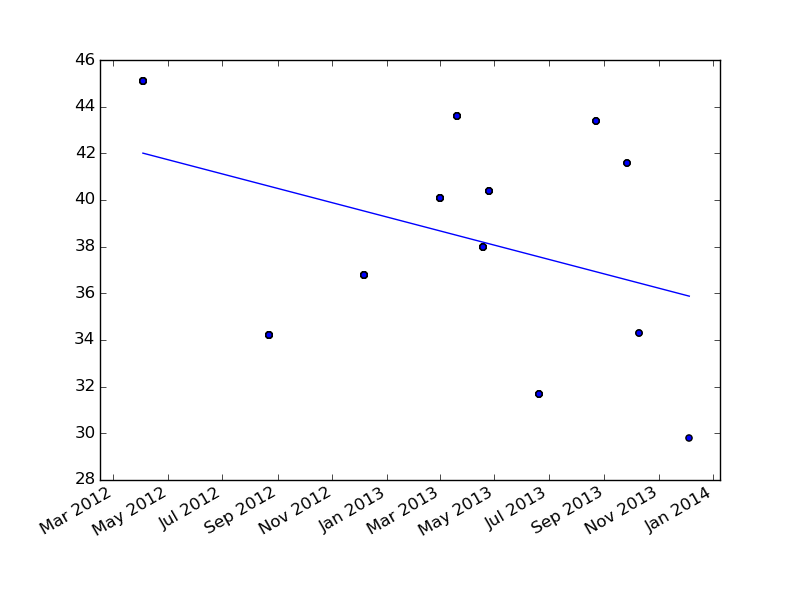 46
44
42
40
38
36
34
32
30
28
Mar 2012
May 2012
Jul 2012
Sep 2012
Nov 2012
Jan 2013
Mar 2013
May 2013
Jul 2013
Sep 2013
Nov 2013
Jan 2014